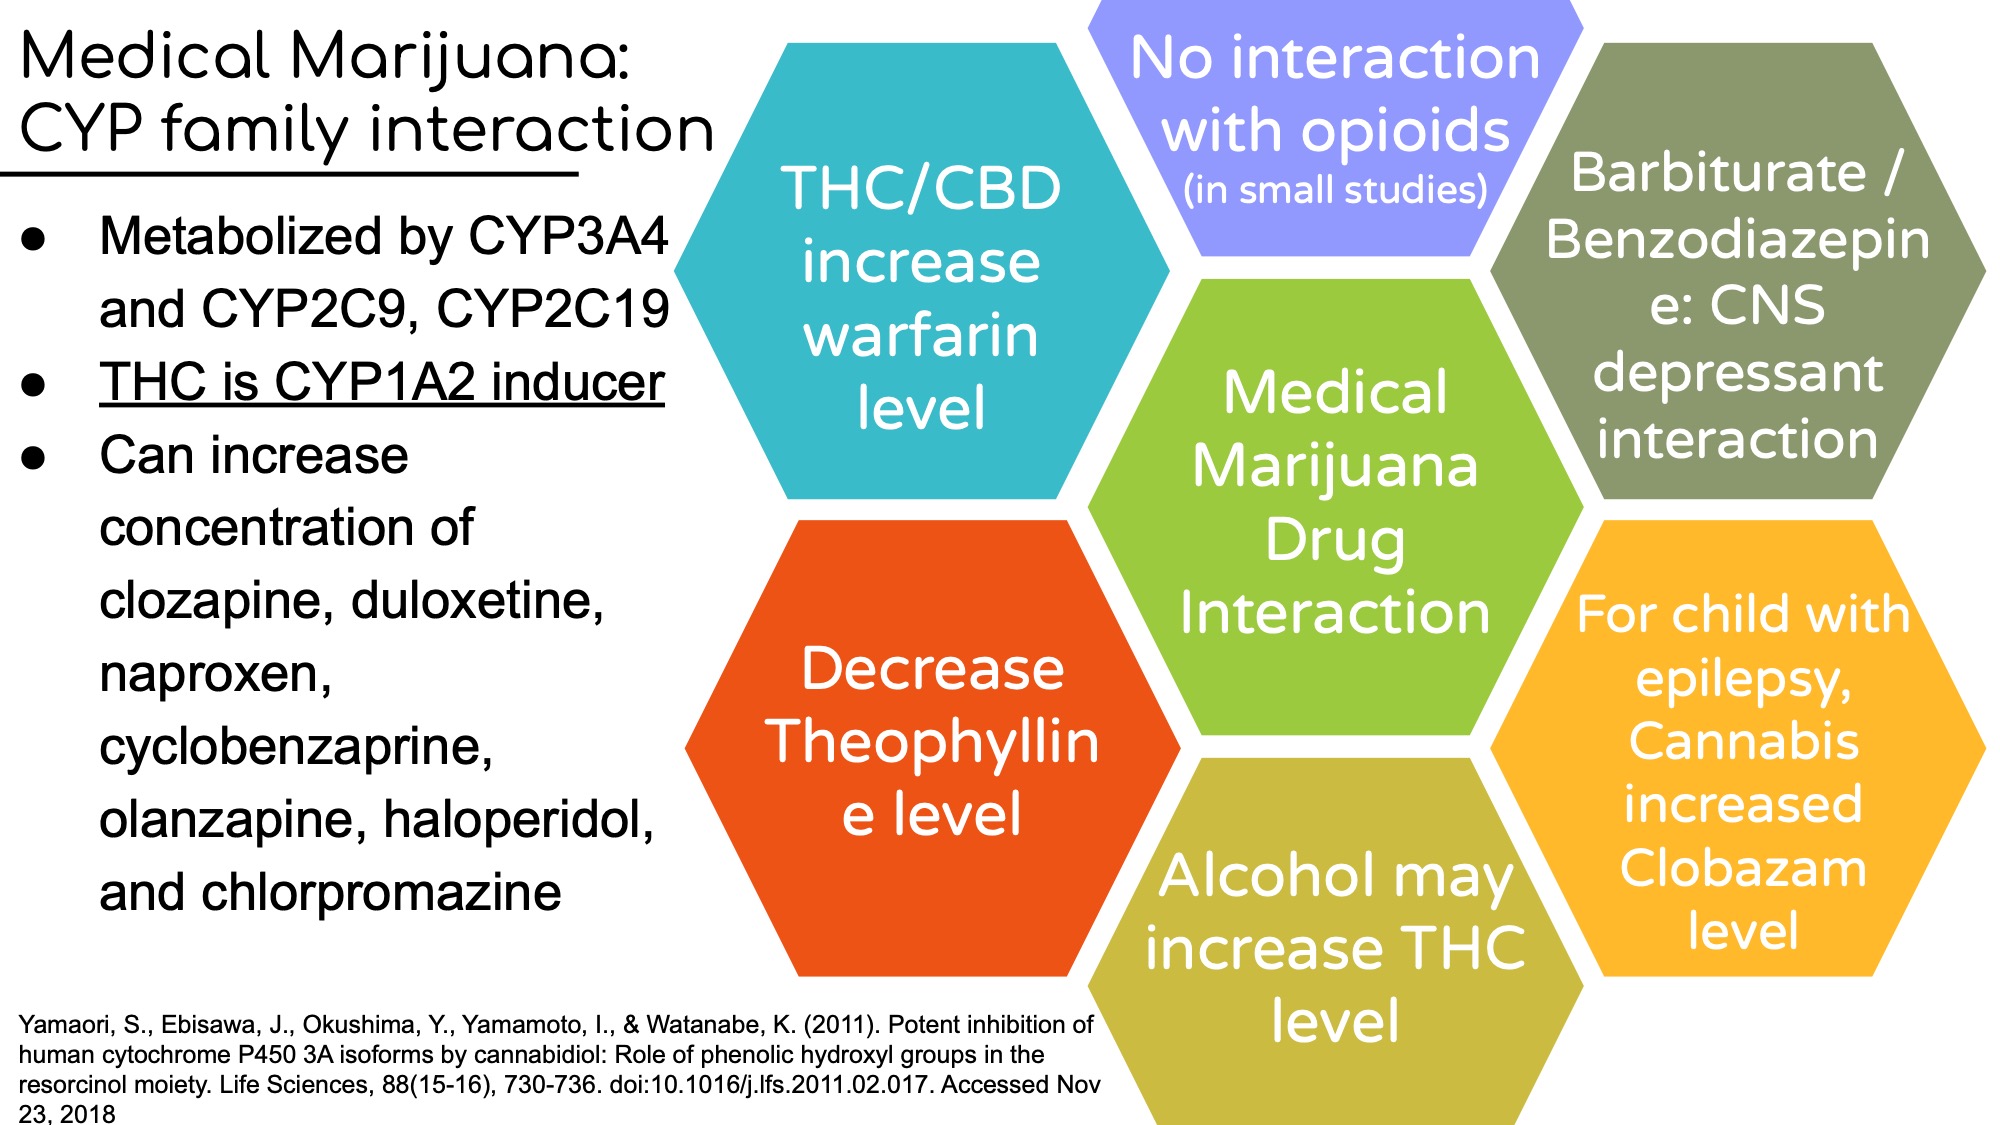 Medical Marijuana:
CYP family interaction
● Metabolized by CYP3A4
and CYP2C9, CYP2C19
● THC is CYP1A2 inducer
● Can increase
concentration of
clozapine, duloxetine,
naproxen,
cyclobenzaprine,
olanzapine, haloperidol,
and chlorpromazine
Yamaori, S., Ebisawa, J., Okushima, Y., Yamamoto, I., & Watanabe, K. (2011). Potent inhibition of
human cytochrome P450 3A isoforms by cannabidiol: Role of phenolic hydroxyl groups in the
resorcinol moiety. Life Sciences, 88(15-16), 730-736. doi:10.1016/j.lfs.2011.02.017. Accessed Nov
23, 2018
No interaction
with opioids
(in small studies)
THC/CBD
increase
warfarin
level
Barbiturate /
Benzodiazepin
e: CNS
depressant
interaction
Medical
Marijuana
Drug
Interaction
Decrease
Theophyllin
e level
For child with
epilepsy,
Cannabis
increased
Clobazam
level
Alcohol may
increase THC
level